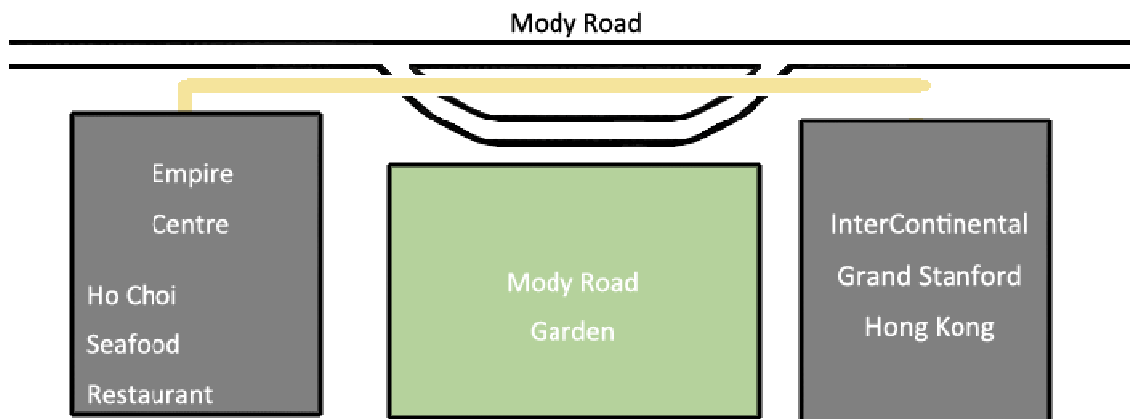 Mody Road
Empire
Centre
Ho Choi
Seafood
Restaurant
Mody Road
Garden
InterContinental
Grand Stanford
Hong Kong